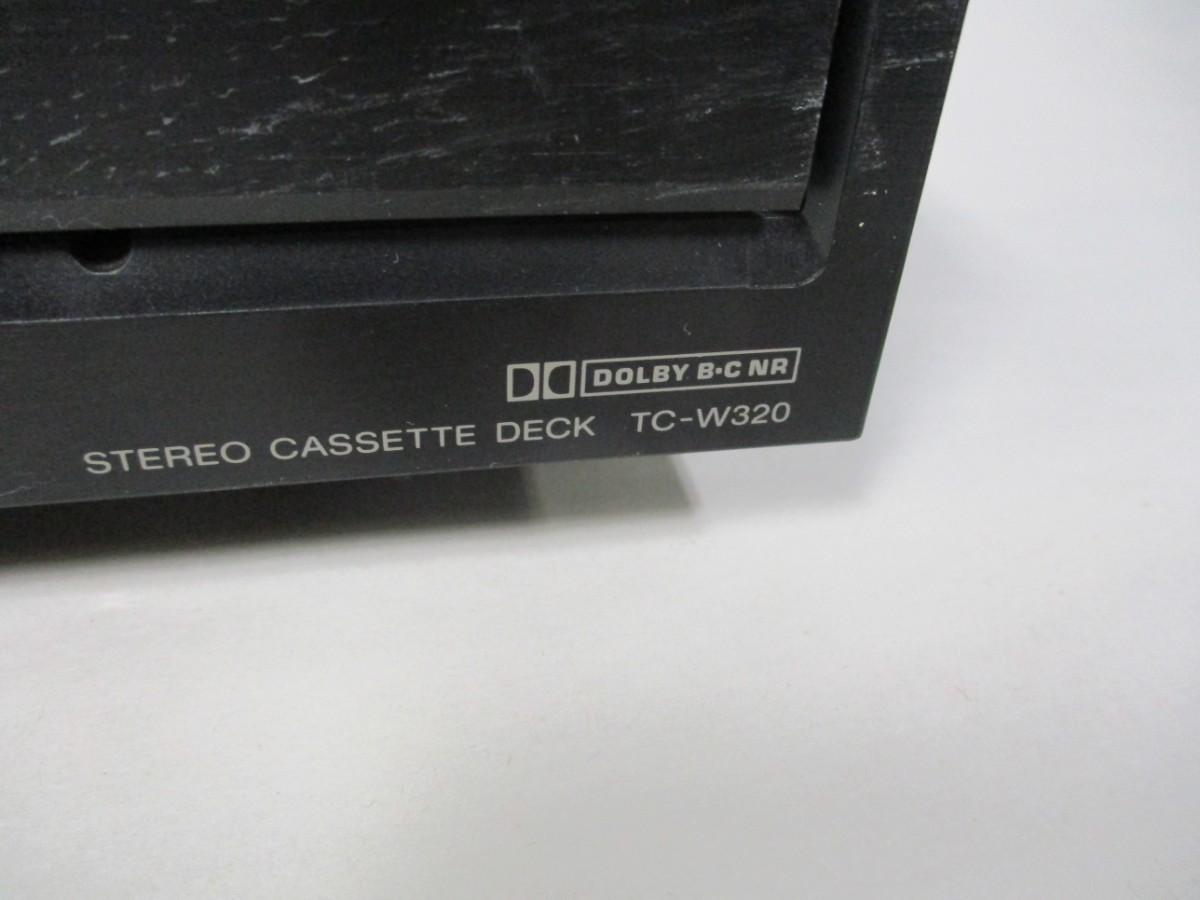 DOLBY B·C NR
STEREO CASSETTE DECK TC-W320